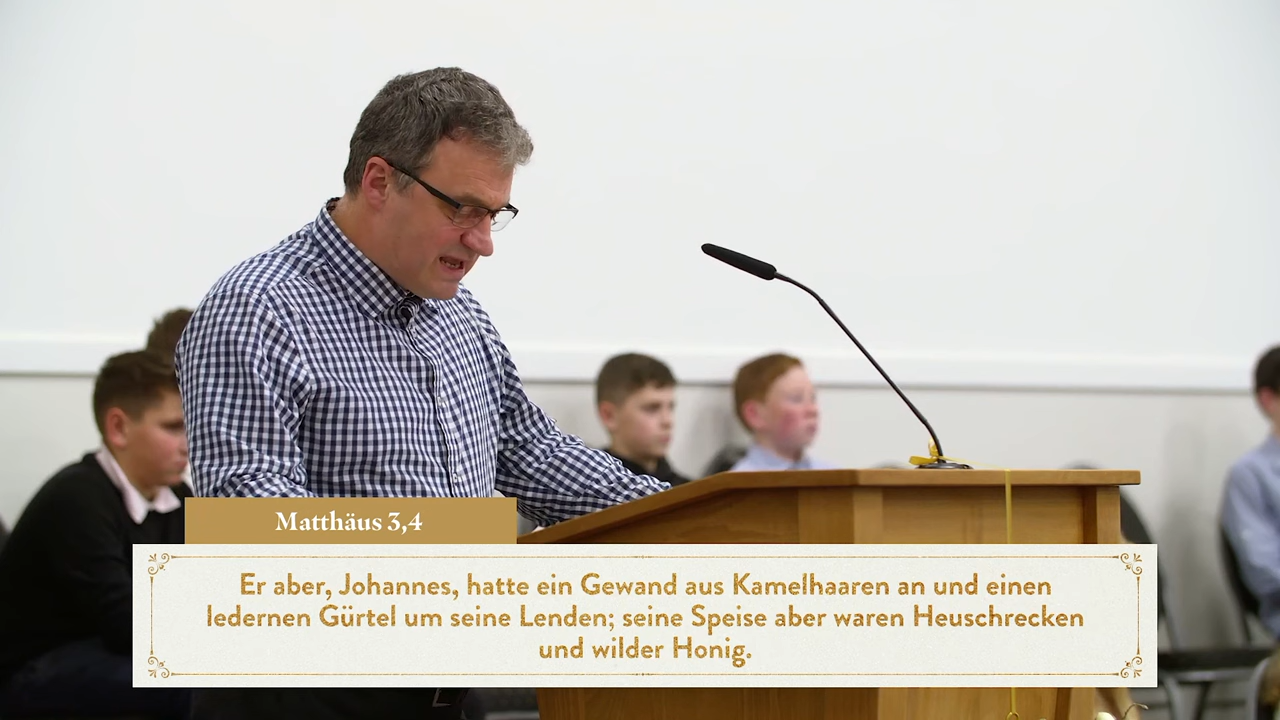 Matthäus 3,4
Er aber, Johannes, hatte ein Gewand aus Kamelhaaren an und einen
ledernen Gürtel um seine Lenden; seine Speise aber waren Heuschrecken
und wilder Honig.